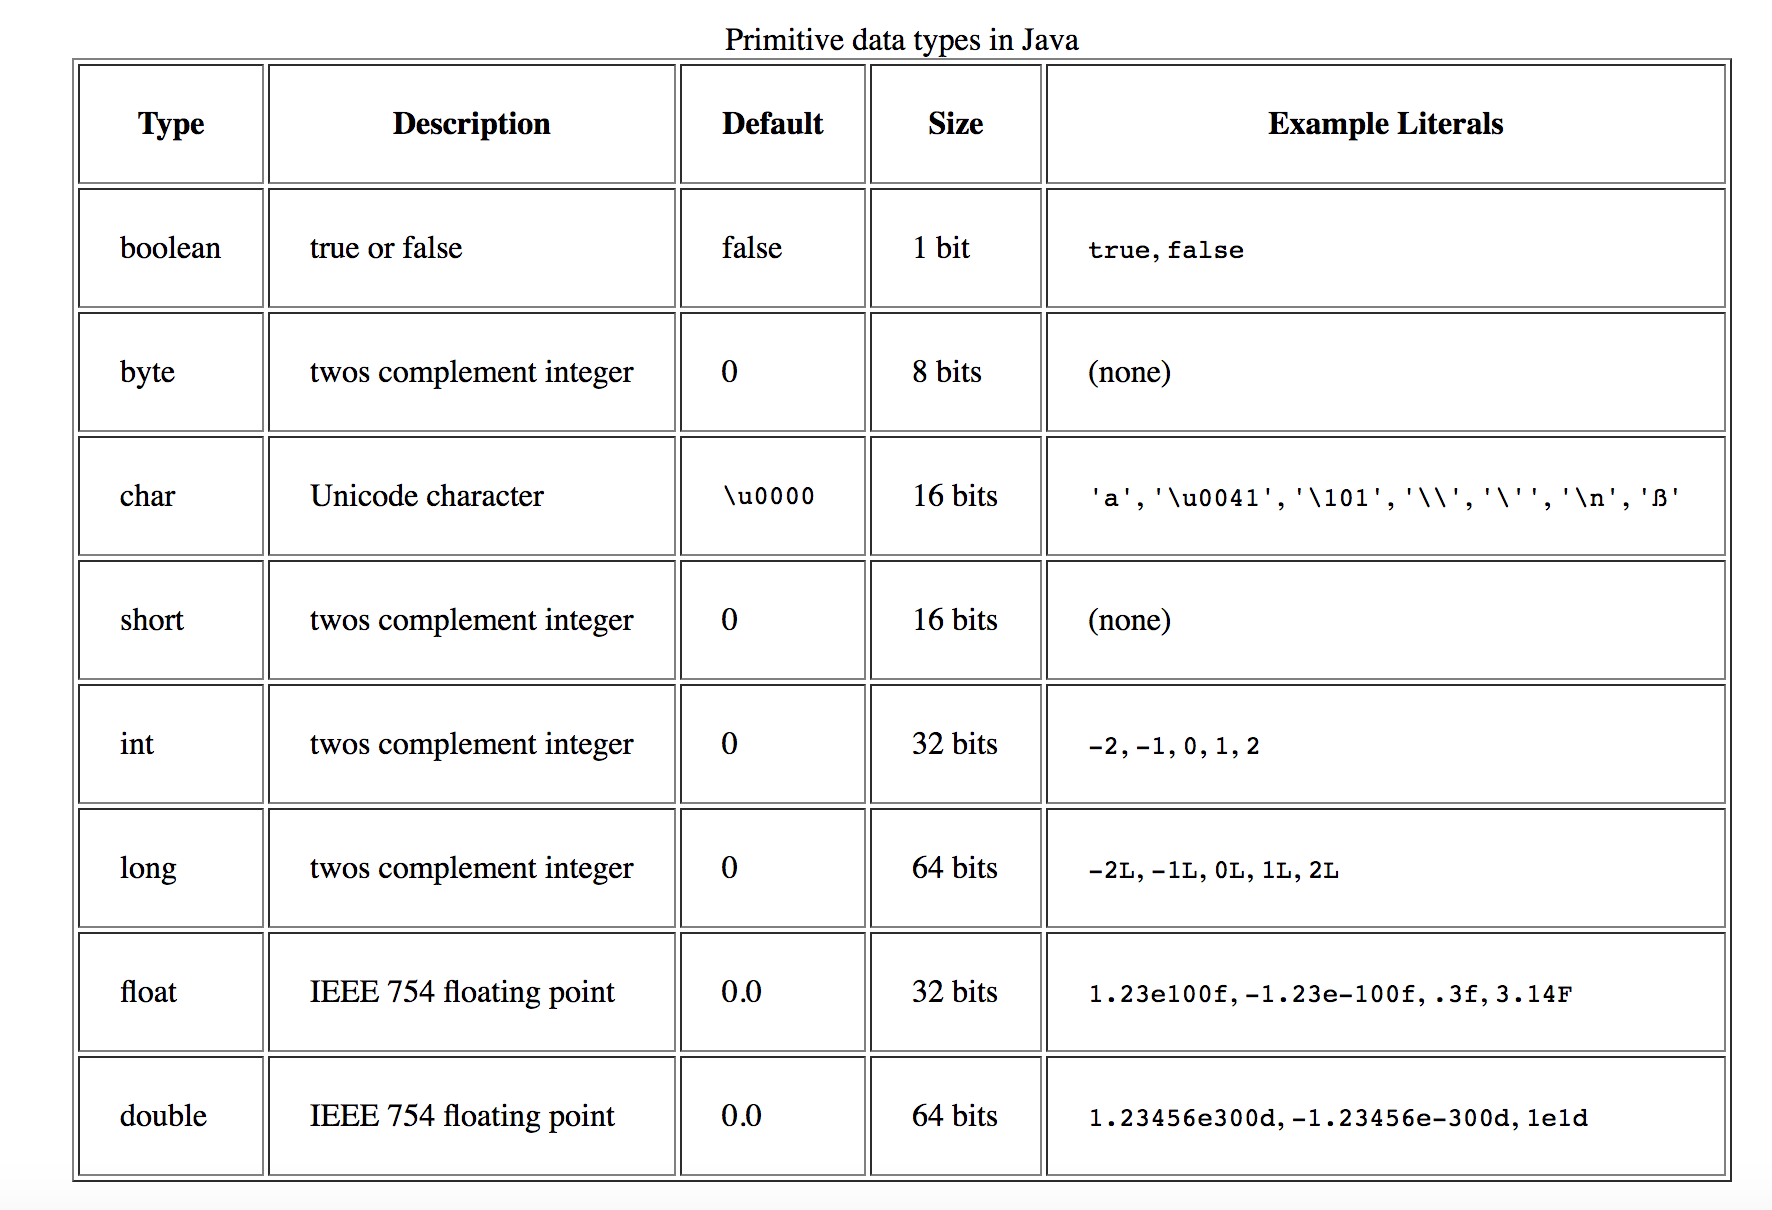 Primitive data types in Java
Type Description Default Size Example Literals
boolean true or false false 1 bit true, false
byte twos complement integer 0 8 bits (none)
char Unicode character \u0000 16 bits 'a', '\u0041', '\101', '\\', '\'', '\n', 'ß'
short twos complement integer 0 16 bits (none)
int twos complement integer 0 32 bits -2, -1, 0, 1, 2
long twos complement integer 0 64 bits -2L, -1L, 0L, 1L, 2L
float IEEE 754 floating point 0.0 32 bits 1.23e100f, -1.23e-100f, .3f, 3.14F
double IEEE 754 floating point 0.0 64 bits 1.23456e300d, -1.23456e-300d, 1e1d